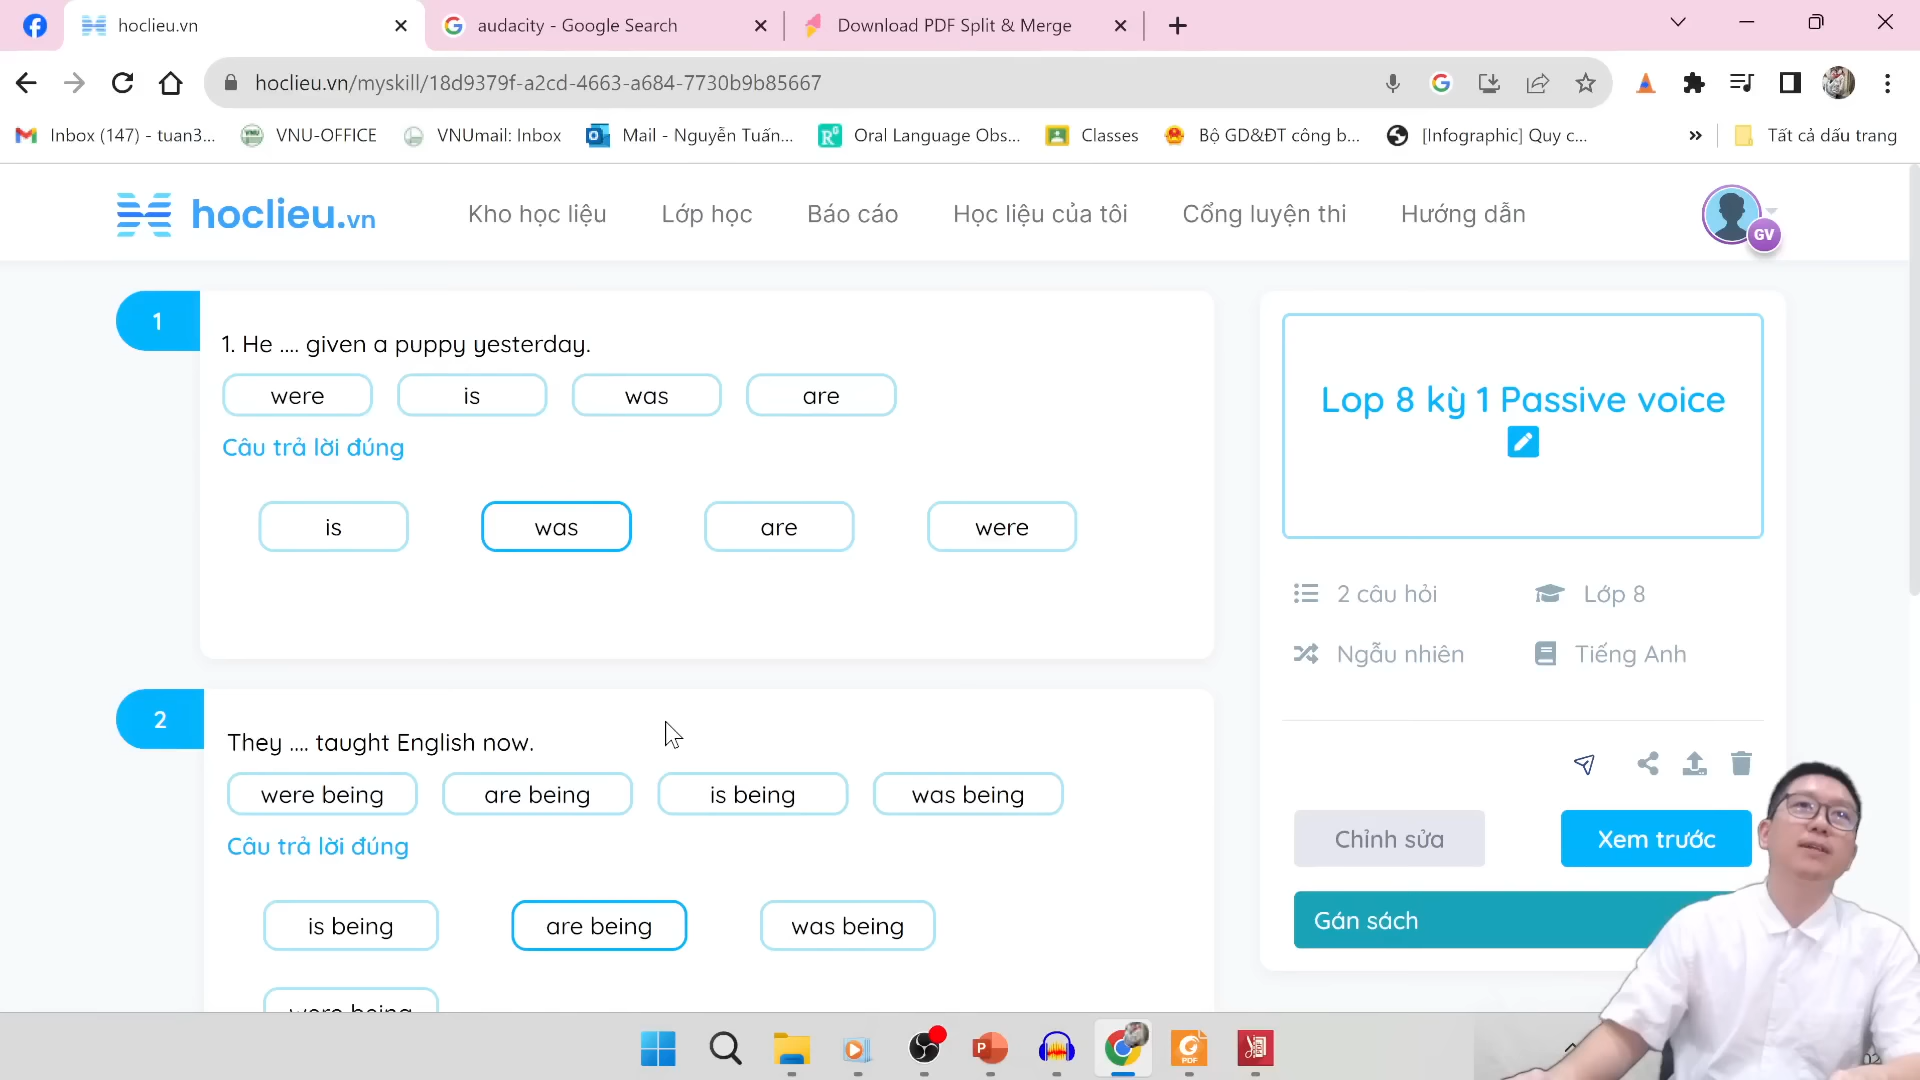 hoclieu.vn
audacity - Google Search
Download PDF Split & Merge
hoclieu.vn/myskill/18d9379f-a2cd-4663-a684-7730b9b85667
Inbox (147) - tuan3...
VNU-OFFICE
VNUmail: Inbox
Mail - Nguyễn Tuấn...
Oral Language Obs...
Classes
Bộ GD&ĐT công b...
[Infographic] Quy c...
»
Tất cả dấu trang
hoclieu.vn
Kho học liệu
Lớp học
Báo cáo
Học liệu của tôi
Cổng luyện thi
Hướng dẫn
GV
1
1. He .... given a puppy yesterday.
were
is
was
are
Câu trả lời đúng
is
was
are
were
2
They .... taught English now.
were being
are being
is being
was being
Câu trả lời đúng
is being
are being
was being
were being
Lop 8 kỳ 1 Passive voice
2 câu hỏi
Lớp 8
Ngẫu nhiên
Tiếng Anh
Chỉnh sửa
Xem trước
Gán sách
P
PDF